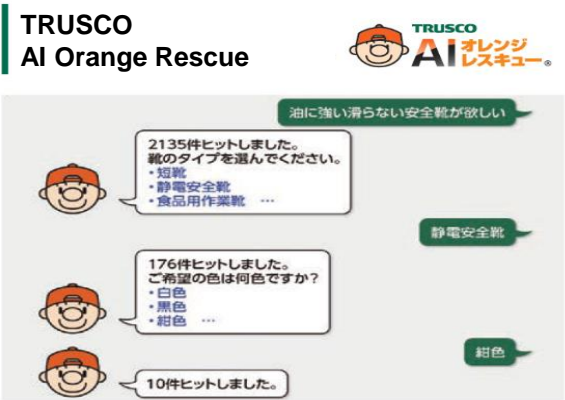 TRUSCO
AI Orange Rescue
TRUSCO
AI オレンジ
レスキュー®
油に強い滑らない安全靴が欲しい
2135件ヒットしました。
靴のタイプを選んでください。
・短靴
・静電安全靴
・食品用作業靴 …
静電安全靴
176件ヒットしました。
ご希望の色は何色ですか?
・白色
・黒色
・紺色 …
紺色
10件ヒットしました。